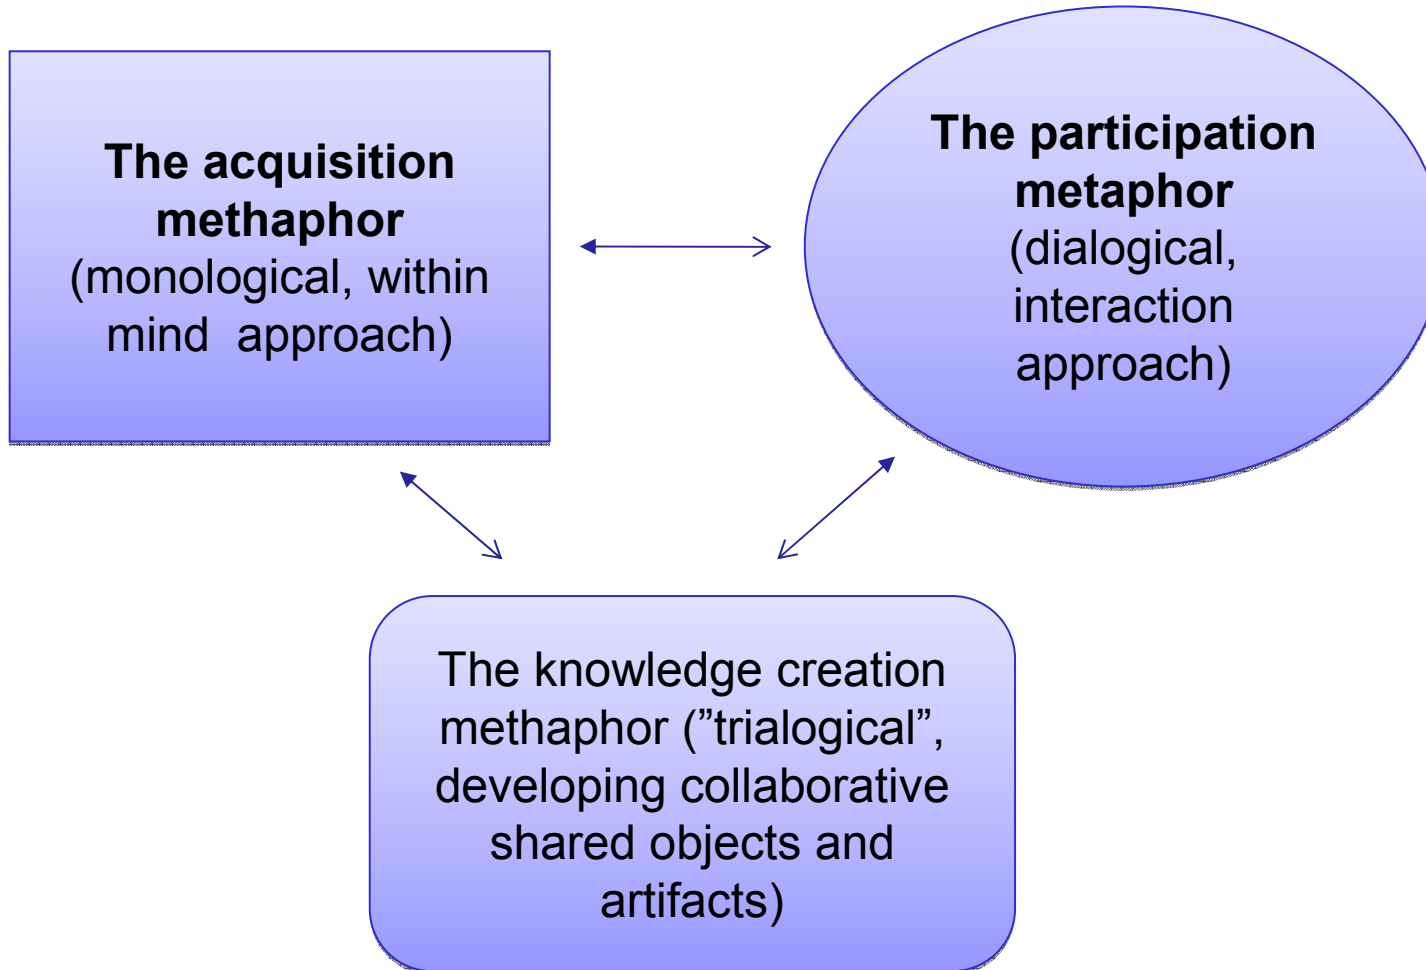 The acquisition
methaphor
(monological, within
mind approach)
The participation
metaphor
(dialogical,
interaction
approach)
The knowledge creation
methaphor (”trialogical”,
developing collaborative
shared objects and
artifacts)